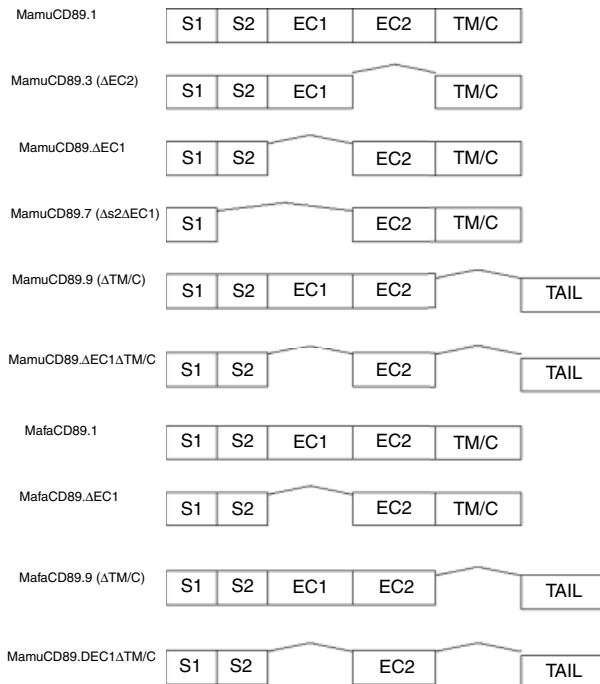 MamuCD89.1 S1 S2 EC1 EC2 TM/C
MamuCD89.3 (ΔEC2) S1 S2 EC1 TM/C
MamuCD89.ΔEC1 S1 S2 EC2 TM/C
MamuCD89.7 (Δs2ΔEC1) S1 EC2 TM/C
MamuCD89.9 (ΔTM/C) S1 S2 EC1 EC2 TAIL
MamuCD89.ΔEC1ΔTM/C S1 S2 EC2 TAIL
MafaCD89.1 S1 S2 EC1 EC2 TM/C
MafaCD89.ΔEC1 S1 S2 EC2 TM/C
MafaCD89.9 (ΔTM/C) S1 S2 EC1 EC2 TAIL
MamuCD89.DEC1ΔTM/C S1 S2 EC2 TAIL